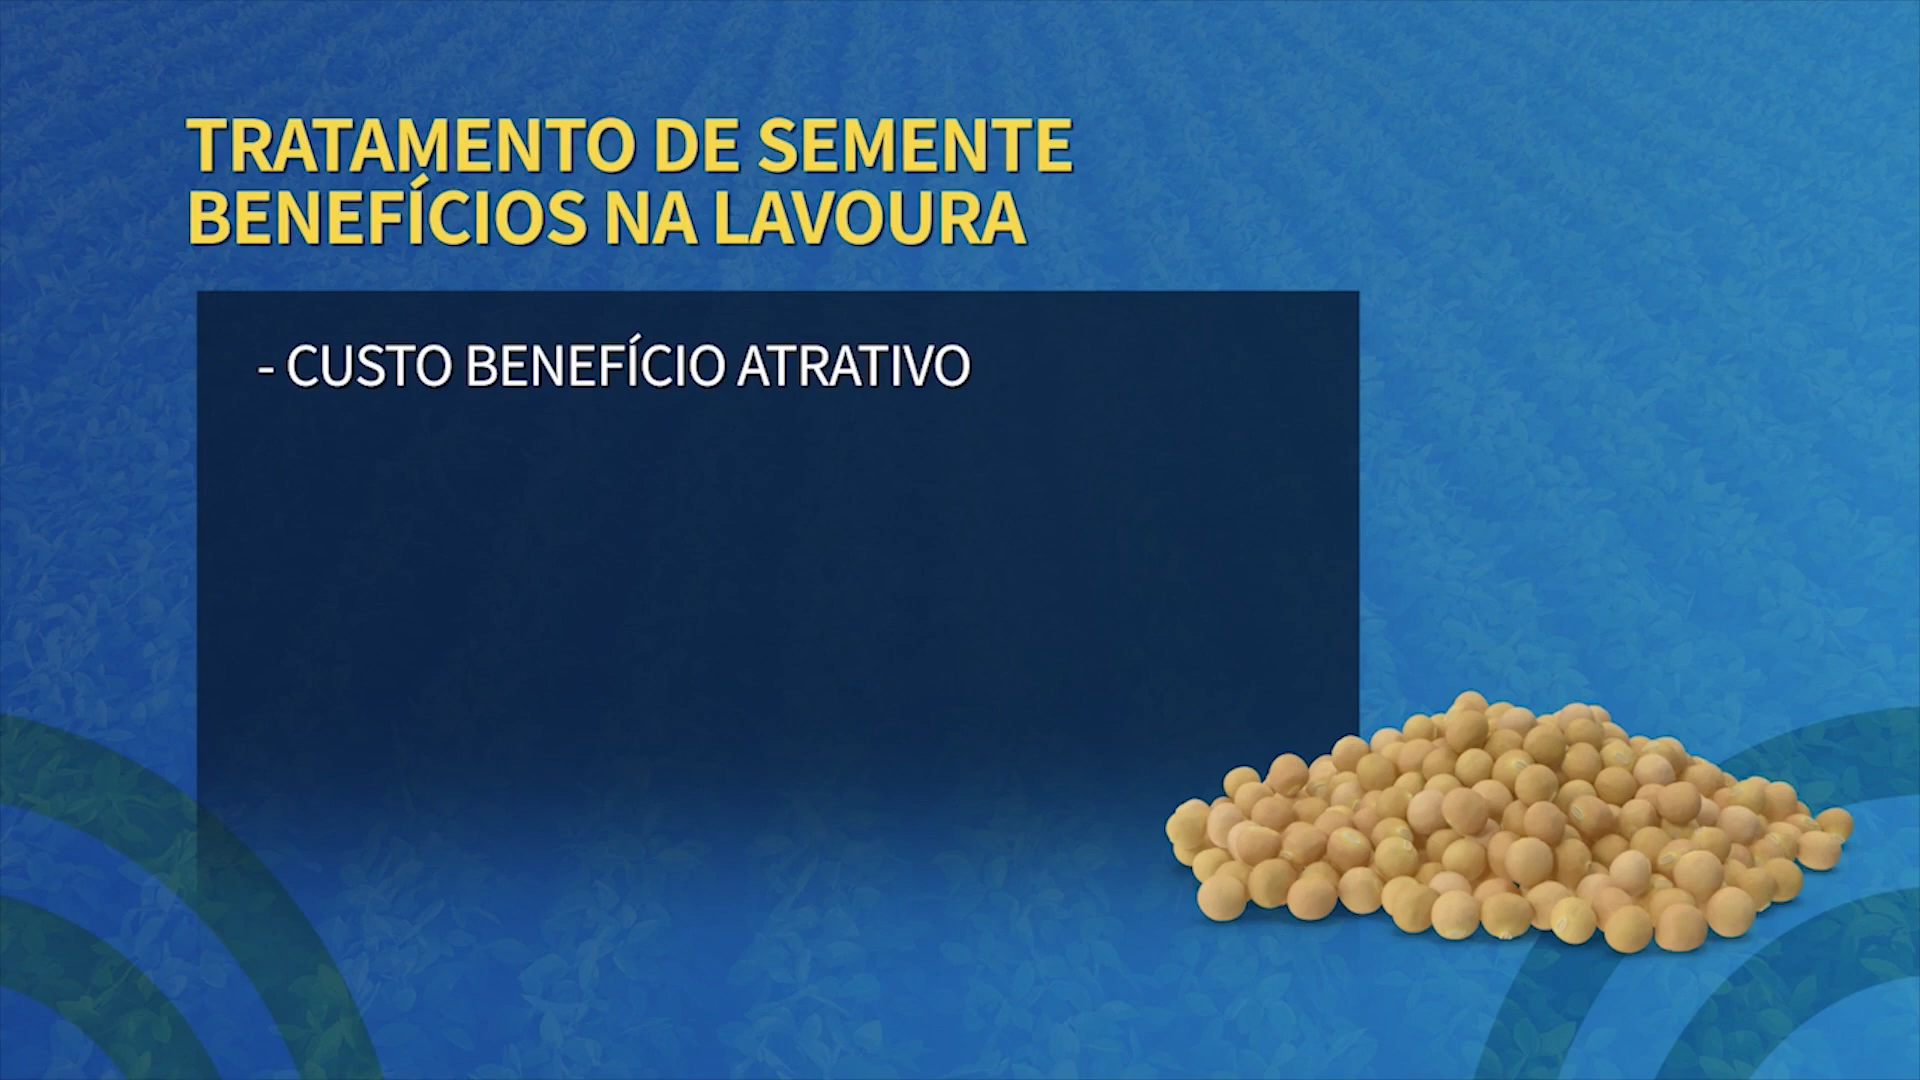 TRATAMENTO DE SEMENTE
BENEFÍCIOS NA LAVOURA
- CUSTO BENEFÍCIO ATRATIVO